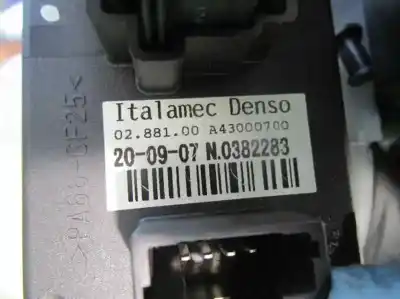 Italamec Denso
02.881.00 A43000700
20-09-07 N.0382283
>PA66-GF25<